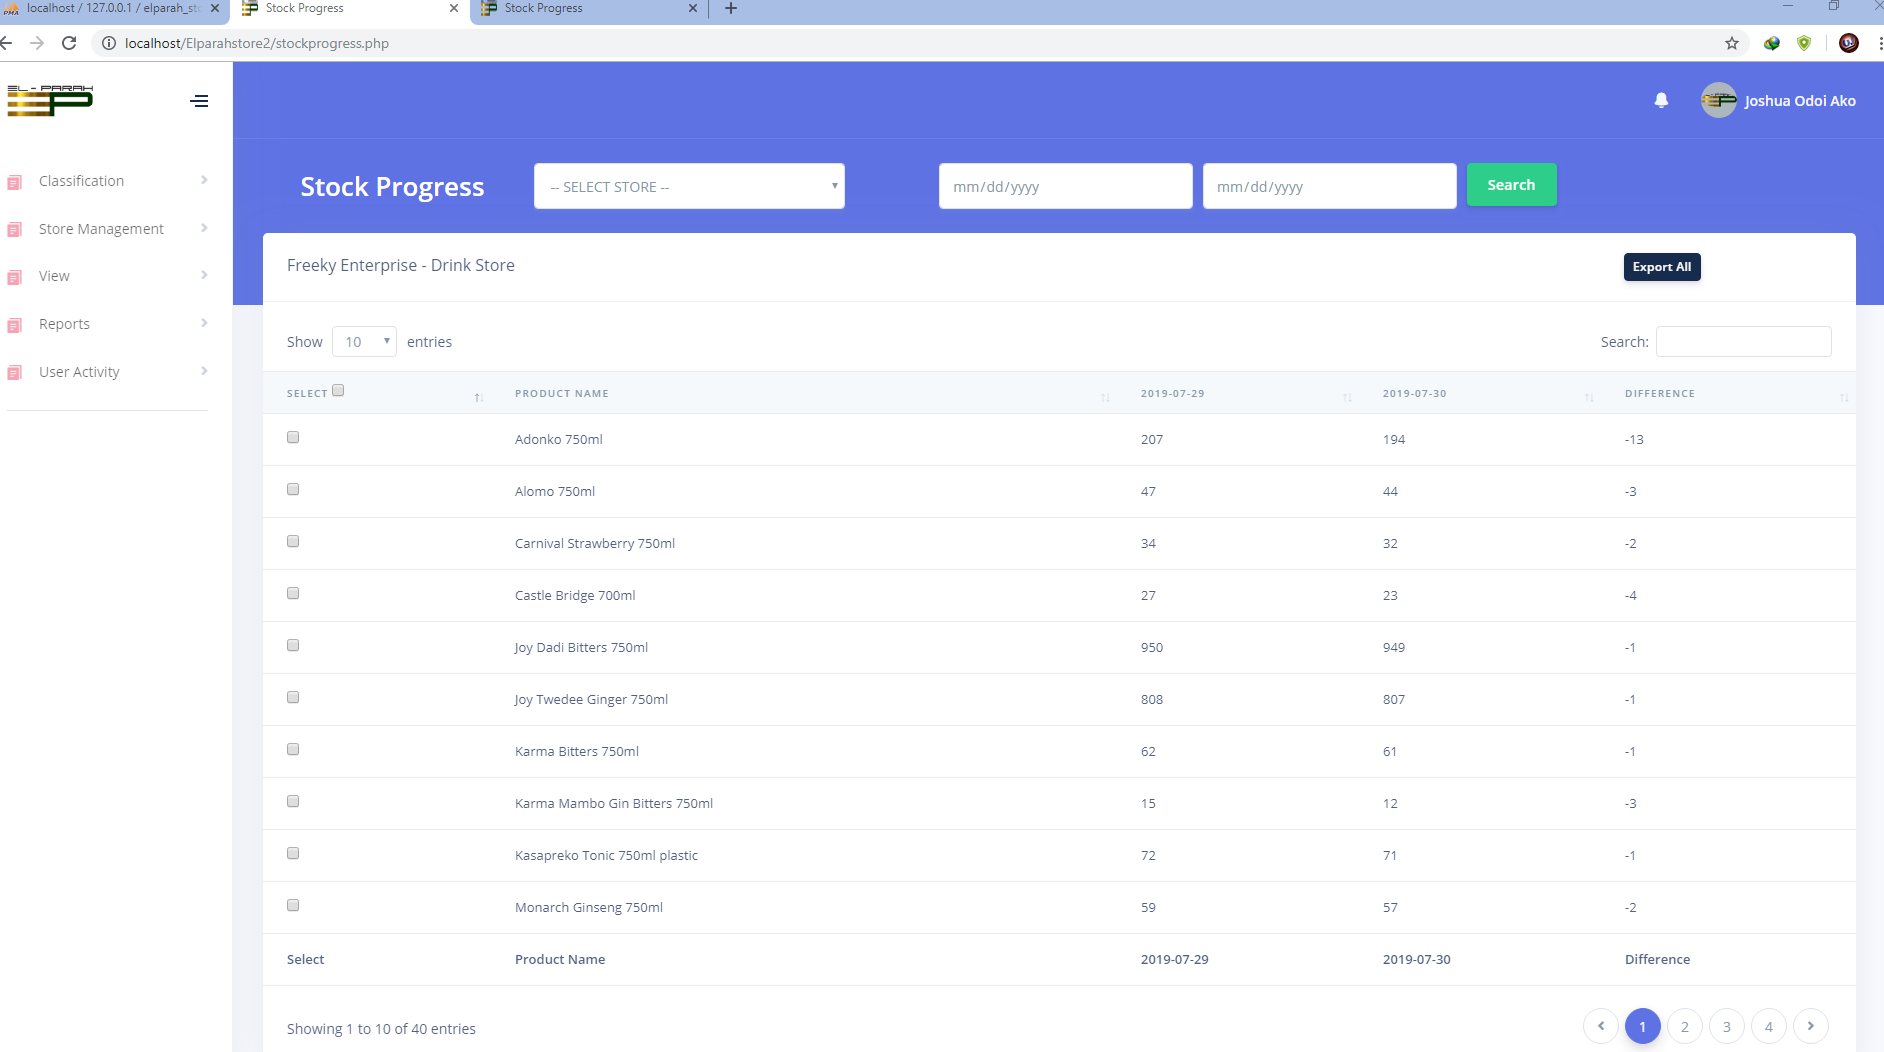 localhost / 127.0.0.1 / elparah_st
Stock Progress
Stock Progress
localhost/Elparahstore2/stockprogress.php
EL-PARAH
Joshua Odoi Ako
Classification
Store Management
View
Reports
User Activity
Stock Progress
-- SELECT STORE --
mm/dd/yyyy
mm/dd/yyyy
Search
Freeky Enterprise - Drink Store
Export All
Show 10 entries
Search:
SELECT PRODUCT NAME 2019-07-29 2019-07-30 DIFFERENCE
Adonko 750ml 207 194 -13
Alomo 750ml 47 44 -3
Carnival Strawberry 750ml 34 32 -2
Castle Bridge 700ml 27 23 -4
Joy Dadi Bitters 750ml 950 949 -1
Joy Twedee Ginger 750ml 808 807 -1
Karma Bitters 750ml 62 61 -1
Karma Mambo Gin Bitters 750ml 15 12 -3
Kasapreko Tonic 750ml plastic 72 71 -1
Monarch Ginseng 750ml 59 57 -2
Select Product Name 2019-07-29 2019-07-30 Difference
Showing 1 to 10 of 40 entries
1 2 3 4